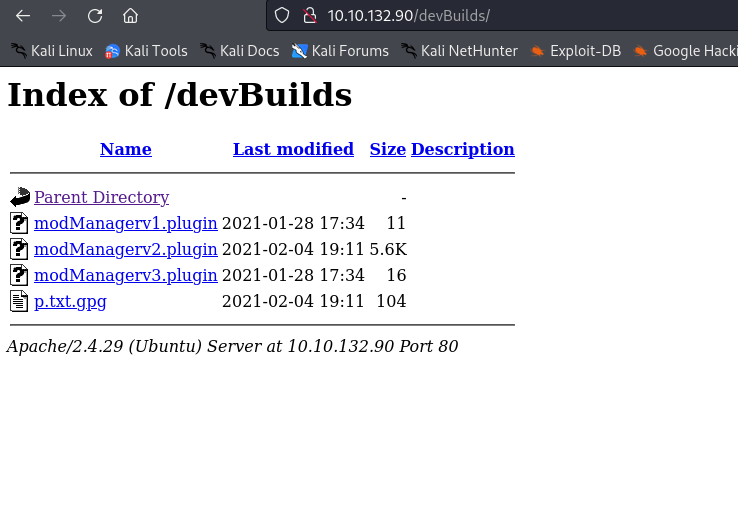 10.10.132.90/devBuilds/
Kali Linux Kali Tools Kali Docs Kali Forums Kali NetHunter Exploit-DB Google Hacki
Index of /devBuilds
Name Last modified Size Description
Parent Directory -
modManagerv1.plugin 2021-01-28 17:34 11
modManagerv2.plugin 2021-02-04 19:11 5.6K
modManagerv3.plugin 2021-01-28 17:34 16
p.txt.gpg 2021-02-04 19:11 104
Apache/2.4.29 (Ubuntu) Server at 10.10.132.90 Port 80